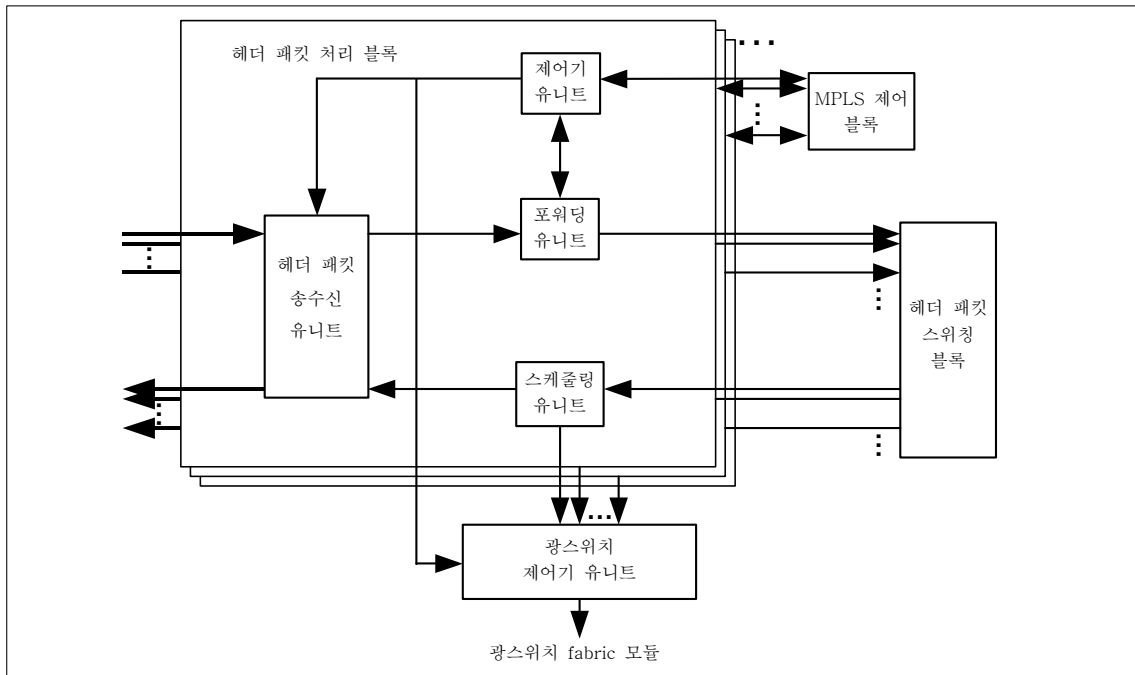 헤더 패킷 처리 블록
제어기
유니트
MPLS 제어
블록
포워딩
유니트
헤더 패킷
송수신
유니트
헤더 패킷
스위칭
블록
스케줄링
유니트
광스위치
제어기 유니트
광스위치 fabric 모듈